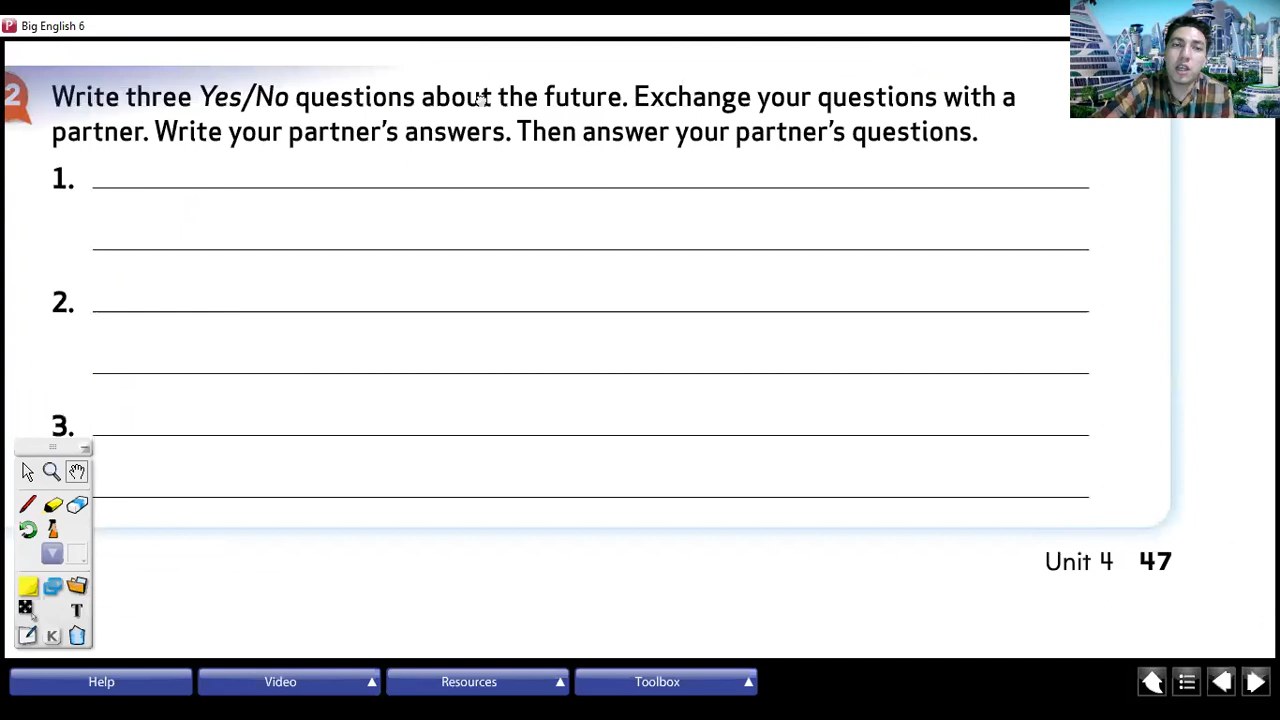 Big English 6
2 Write three Yes/No questions about the future. Exchange your questions with a
partner. Write your partner's answers. Then answer your partner's questions.
1.
2.
3.
T
K
Unit 4 47
Help
Video
Resources
Toolbox